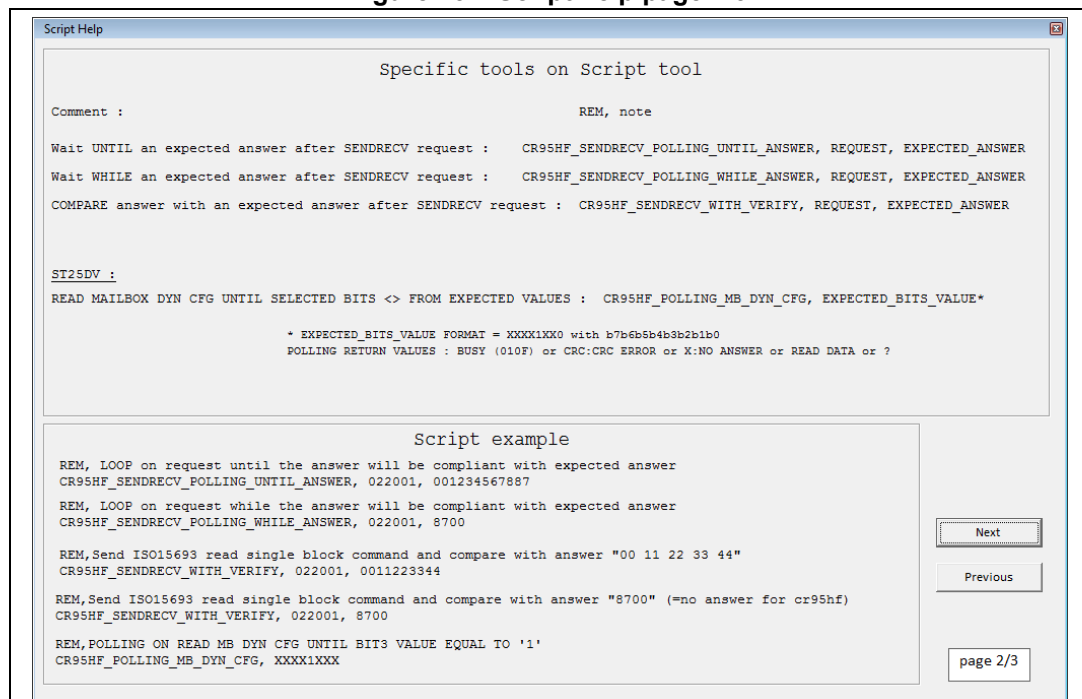 Script Help
Specific tools on Script tool
Comment : REM, note
Wait UNTIL an expected answer after SENDRECV request : CR95HF_SENDRECV_POLLING_UNTIL_ANSWER, REQUEST, EXPECTED_ANSWER
Wait WHILE an expected answer after SENDRECV request : CR95HF_SENDRECV_POLLING_WHILE_ANSWER, REQUEST, EXPECTED_ANSWER
COMPARE answer with an expected answer after SENDRECV request : CR95HF_SENDRECV_WITH_VERIFY, REQUEST, EXPECTED_ANSWER
ST25DV :
READ MAILBOX DYN CFG UNTIL SELECTED BITS <> FROM EXPECTED VALUES : CR95HF_POLLING_MB_DYN_CFG, EXPECTED_BITS_VALUE*
* EXPECTED_BITS_VALUE FORMAT = XXXX1XX0 with b7b6b5b4b3b2b1b0
POLLING RETURN VALUES : BUSY (010F) or CRC:CRC ERROR or X:NO ANSWER or READ DATA or ?
Script example
REM, LOOP on request until the answer will be compliant with expected answer
CR95HF_SENDRECV_POLLING_UNTIL_ANSWER, 022001, 001234567887
REM, LOOP on request while the answer will be compliant with expected answer
CR95HF_SENDRECV_POLLING_WHILE_ANSWER, 022001, 8700
REM,Send ISO15693 read single block command and compare with answer "00 11 22 33 44"
CR95HF_SENDRECV_WITH_VERIFY, 022001, 0011223344
REM,Send ISO15693 read single block command and compare with answer "8700" (=no answer for cr95hf)
CR95HF_SENDRECV_WITH_VERIFY, 022001, 8700
REM,POLLING ON READ MB DYN CFG UNTIL BIT3 VALUE EQUAL TO '1'
CR95HF_POLLING_MB_DYN_CFG, XXXX1XXX
Next
Previous
page 2/3